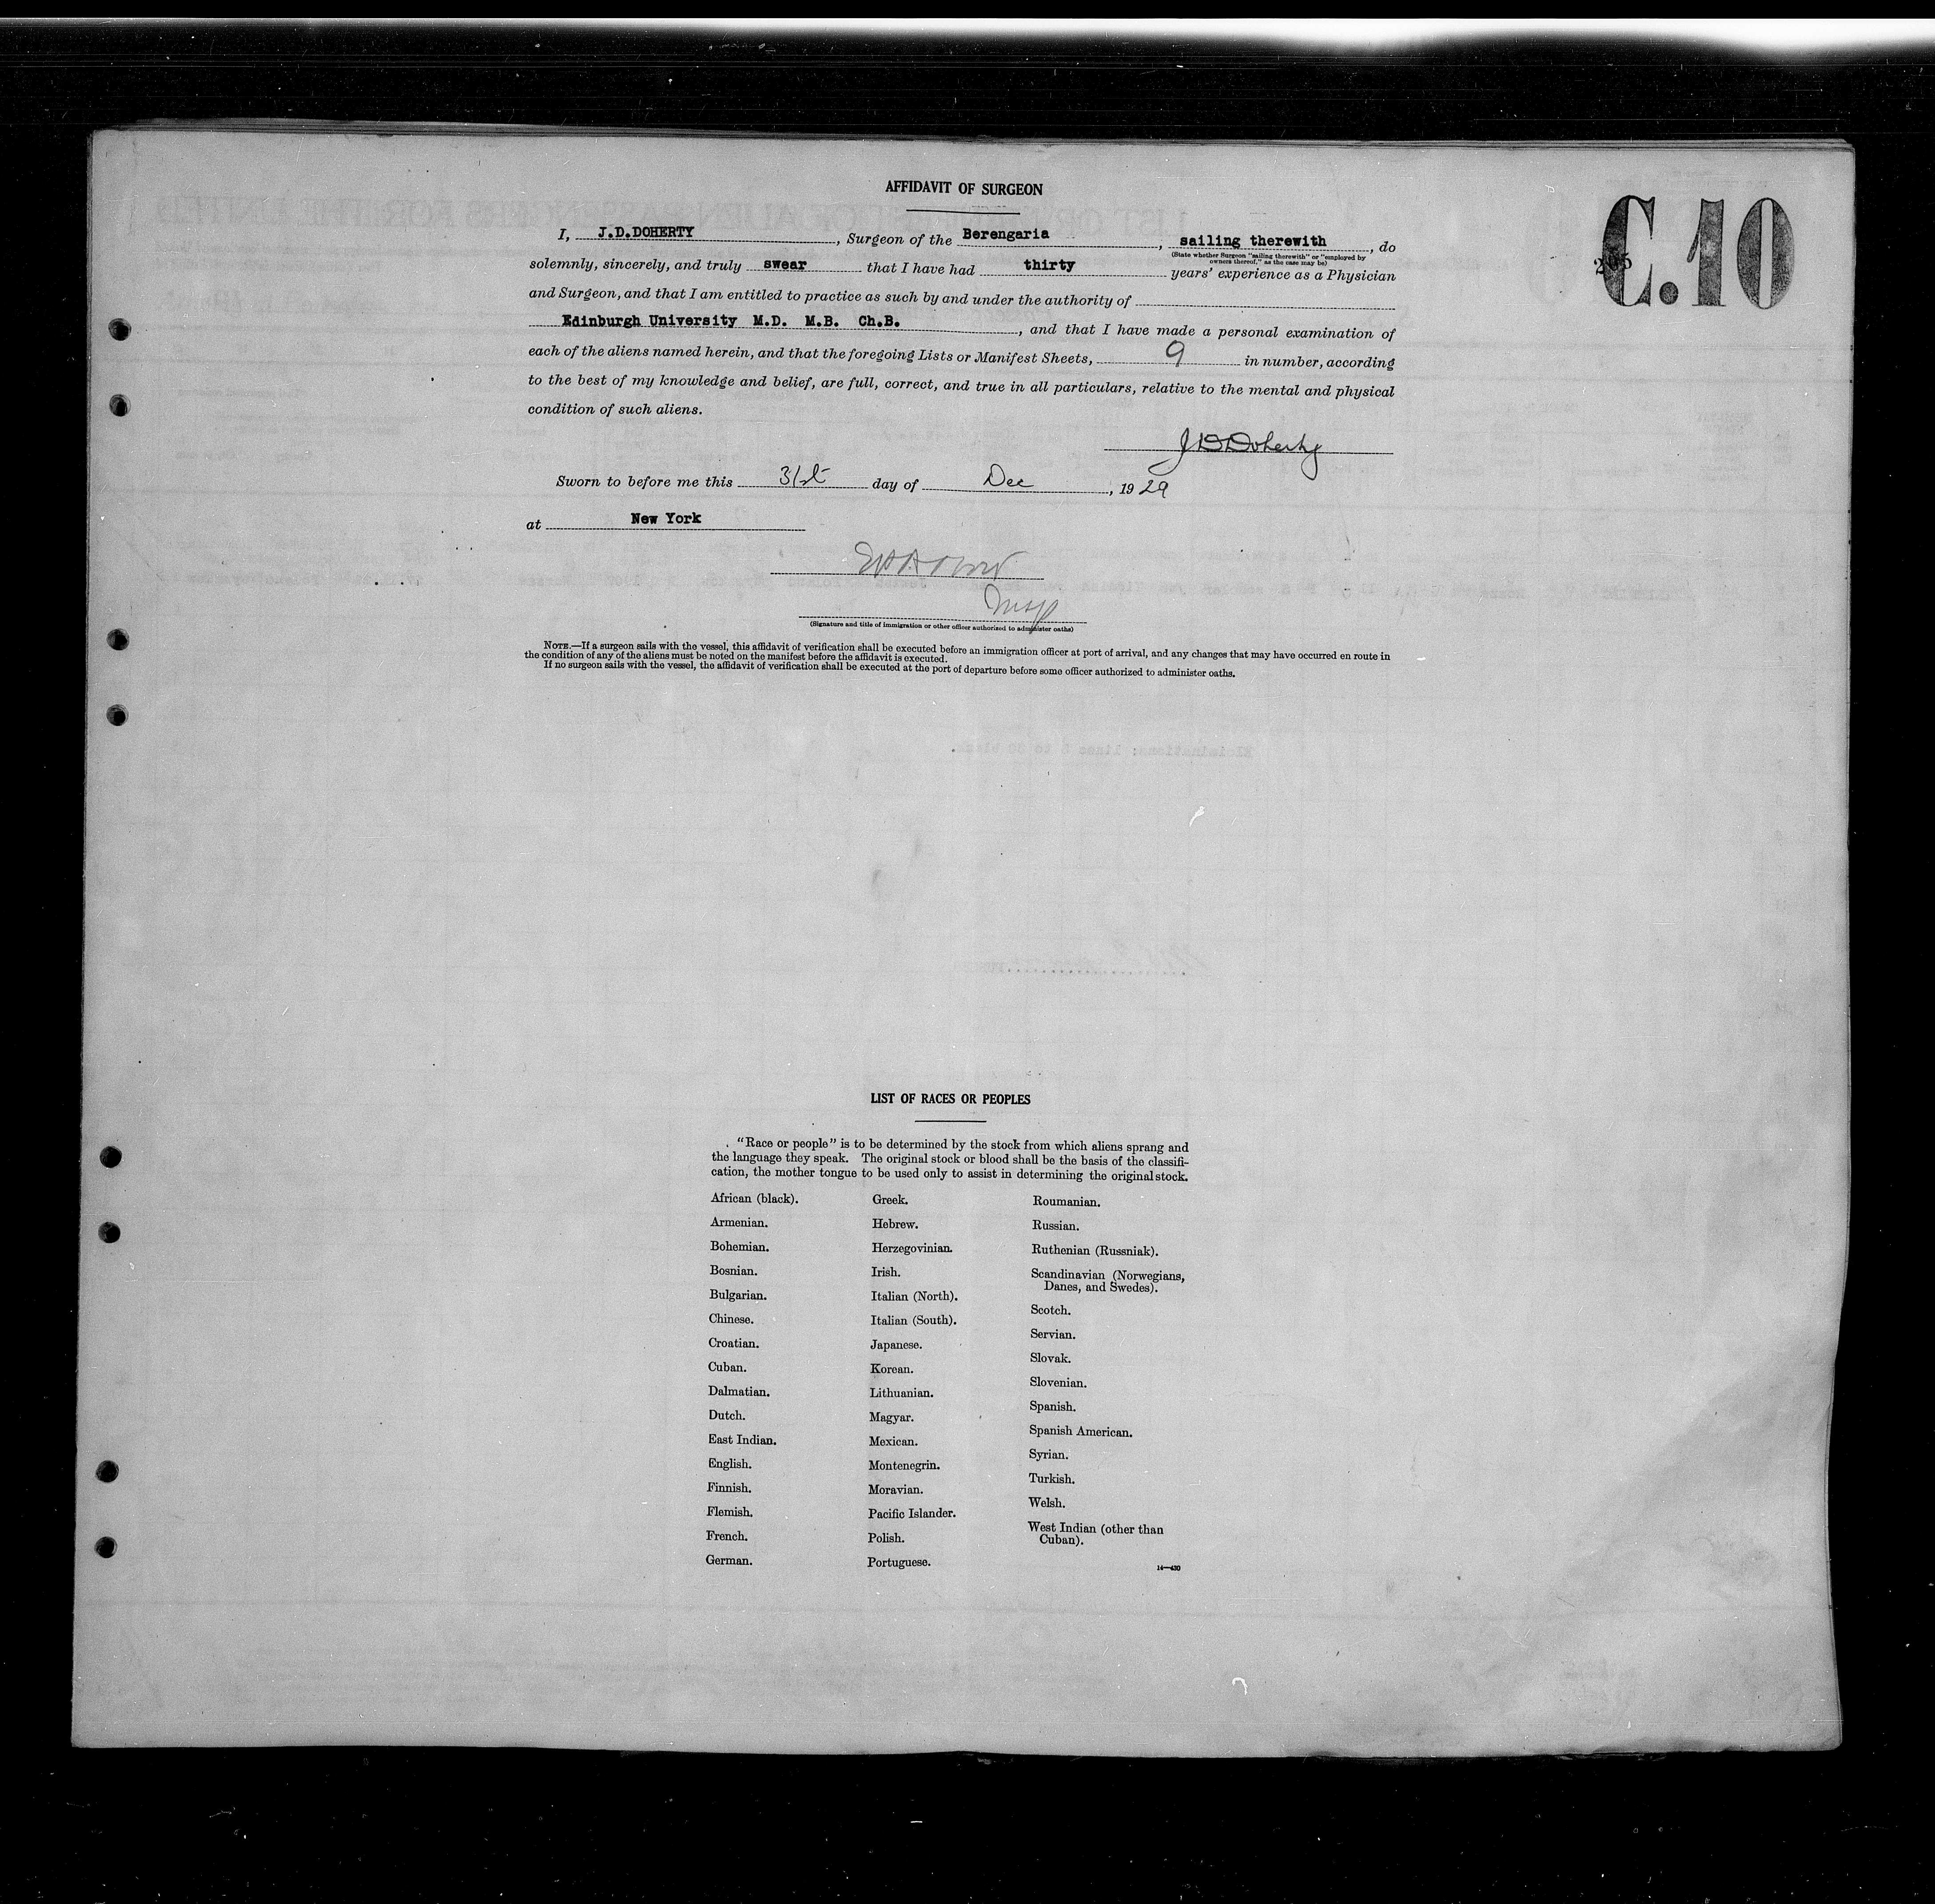 AFFIDAVIT OF SURGEON
C.10
205
I, J.D.DOHERTY, Surgeon of the Berengaria, sailing therewith, do
(State whether Surgeon "sailing therewith" or "employed by
owners thereof," as the case may be)
solemnly, sincerely, and truly swear that I have had thirty years' experience as a Physician
and Surgeon, and that I am entitled to practice as such by and under the authority of
Edinburgh University M.D. M.B. Ch.B., and that I have made a personal examination of
each of the aliens named herein, and that the foregoing Lists or Manifest Sheets, 9 in number, according
to the best of my knowledge and belief, are full, correct, and true in all particulars, relative to the mental and physical
condition of such aliens.
J D Doherty
Sworn to before me this 31st day of Dec, 1929
at New York
Insp
(Signature and title of immigration or other officer authorized to administer oaths)
NOTE.—If a surgeon sails with the vessel, this affidavit of verification shall be executed before an immigration officer at port of arrival, and any changes that may have occurred en route in
the condition of any of the aliens must be noted on the manifest before the affidavit is executed.
If no surgeon sails with the vessel, the affidavit of verification shall be executed at the port of departure before some officer authorized to administer oaths.
LIST OF RACES OR PEOPLES
"Race or people" is to be determined by the stock from which aliens sprang and
the language they speak. The original stock or blood shall be the basis of the classifi-
cation, the mother tongue to be used only to assist in determining the original stock.
African (black).
Armenian.
Bohemian.
Bosnian.
Bulgarian.
Chinese.
Croatian.
Cuban.
Dalmatian.
Dutch.
East Indian.
English.
Finnish.
Flemish.
French.
German.
Greek.
Hebrew.
Herzegovinian.
Irish.
Italian (North).
Italian (South).
Japanese.
Korean.
Lithuanian.
Magyar.
Mexican.
Montenegrin.
Moravian.
Pacific Islander.
Polish.
Portuguese.
Roumanian.
Russian.
Ruthenian (Russniak).
Scandinavian (Norwegians,
Danes, and Swedes).
Scotch.
Servian.
Slovak.
Slovenian.
Spanish.
Spanish American.
Syrian.
Turkish.
Welsh.
West Indian (other than
Cuban).
14—430